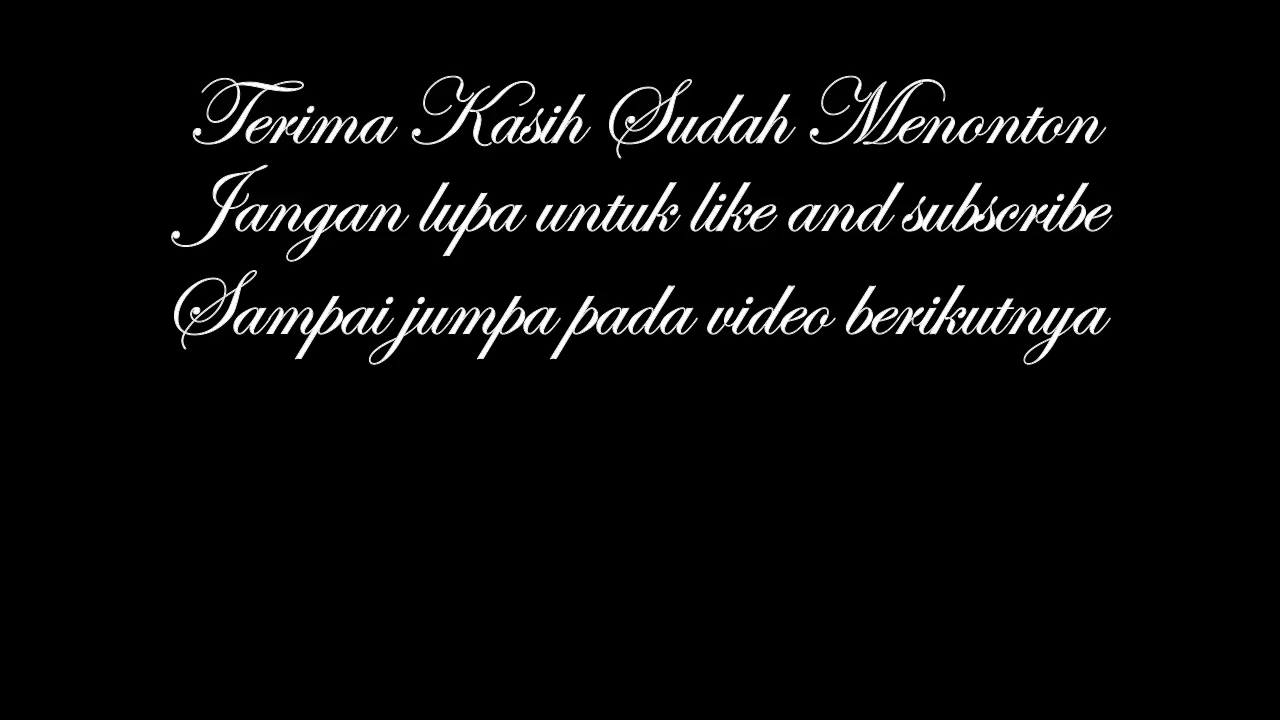 Terima Kasih Sudah Menonton
Jangan lupa untuk like and subscribe
Sampai jumpa pada video berikutnya